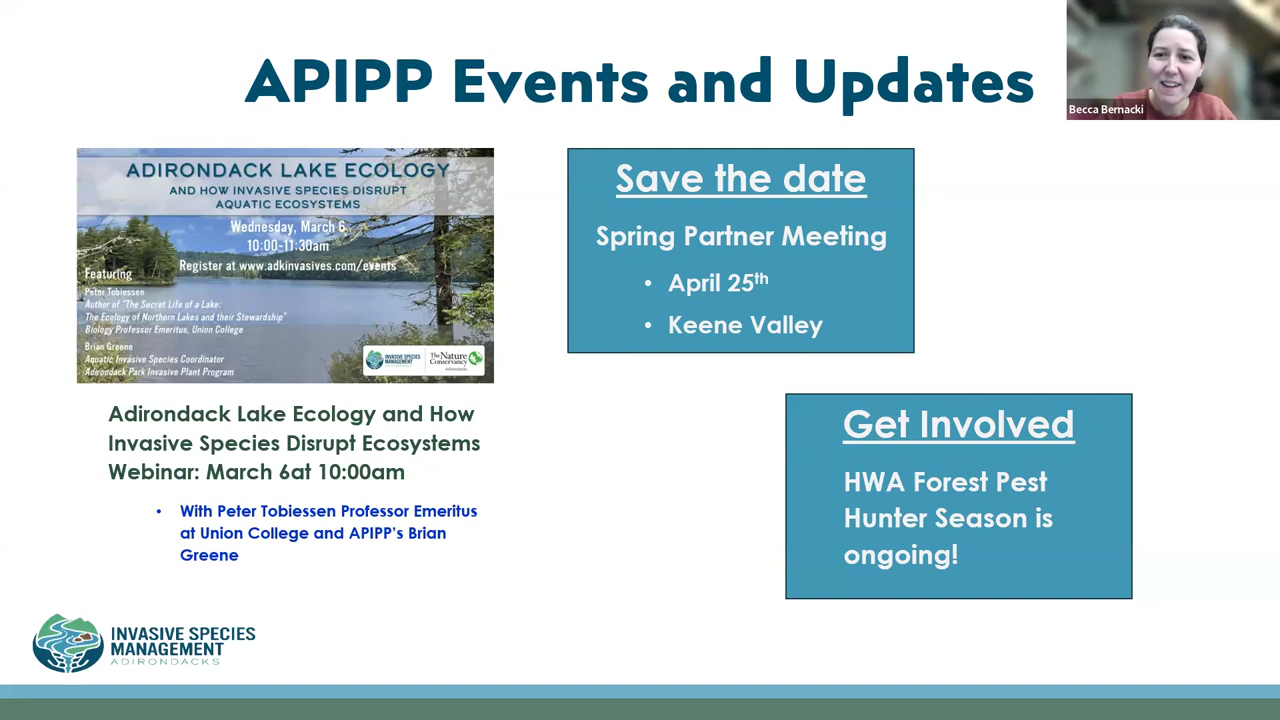 APIPP Events and Updates
Becca Bernacki
ADIRONDACK LAKE ECOLOGY
AND HOW INVASIVE SPECIES DISRUPT
AQUATIC ECOSYSTEMS
Wednesday, March 6
10:00-11:30am
Register at www.adkinvasives.com/events
Featuring
Peter Tobiessen
Author of "The Secret Life of a Lake:
The Ecology of Northern Lakes and their Stewardship"
Biology Professor Emeritus, Union College
Brian Greene
Aquatic Invasive Species Coordinator
Adirondack Park Invasive Plant Program
INVASIVE SPECIES
MANAGEMENT
The Nature
Conservancy
Adirondack Lake Ecology and How
Invasive Species Disrupt Ecosystems
Webinar: March 6at 10:00am
• With Peter Tobiessen Professor Emeritus
at Union College and APIPP's Brian
Greene
Save the date
Spring Partner Meeting
• April 25th
• Keene Valley
Get Involved
HWA Forest Pest
Hunter Season is
ongoing!
INVASIVE SPECIES
MANAGEMENT
ADIRONDACKS